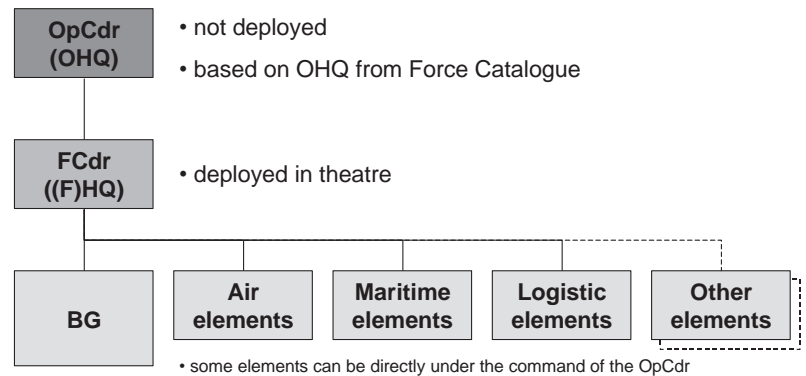 OpCdr
(OHQ)
• not deployed
• based on OHQ from Force Catalogue
FCdr
((F)HQ)
• deployed in theatre
BG
Air
elements
Maritime
elements
Logistic
elements
Other
elements
• some elements can be directly under the command of the OpCdr